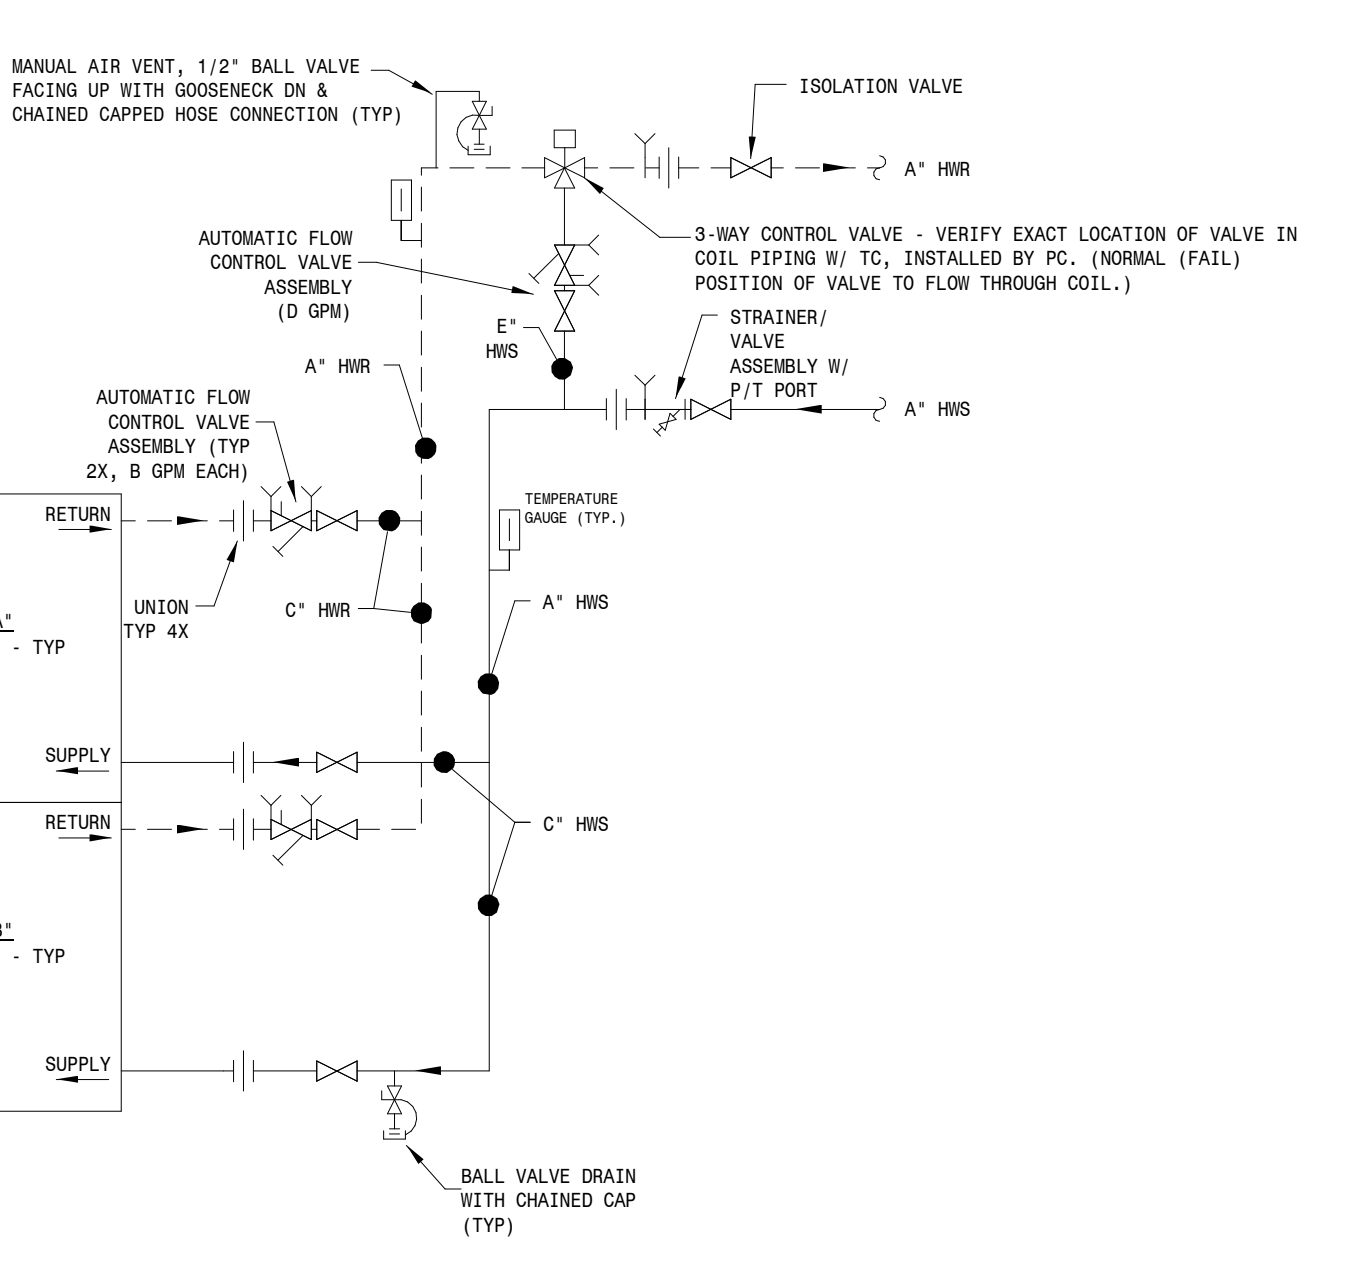 MANUAL AIR VENT, 1/2" BALL VALVE
FACING UP WITH GOOSENECK DN &
CHAINED CAPPED HOSE CONNECTION (TYP)
ISOLATION VALVE
A" HWR
3-WAY CONTROL VALVE - VERIFY EXACT LOCATION OF VALVE IN
COIL PIPING W/ TC, INSTALLED BY PC. (NORMAL (FAIL)
POSITION OF VALVE TO FLOW THROUGH COIL.)
AUTOMATIC FLOW
CONTROL VALVE
ASSEMBLY
(D GPM)
E"
HWS
STRAINER/
VALVE
ASSEMBLY W/
P/T PORT
A" HWS
A" HWR
AUTOMATIC FLOW
CONTROL VALVE
ASSEMBLY (TYP
2X, B GPM EACH)
TEMPERATURE
GAUGE (TYP.)
RETURN
UNION
TYP 4X
C" HWR
A" HWS
A"
- TYP
SUPPLY
RETURN
C" HWS
B"
- TYP
SUPPLY
BALL VALVE DRAIN
WITH CHAINED CAP
(TYP)